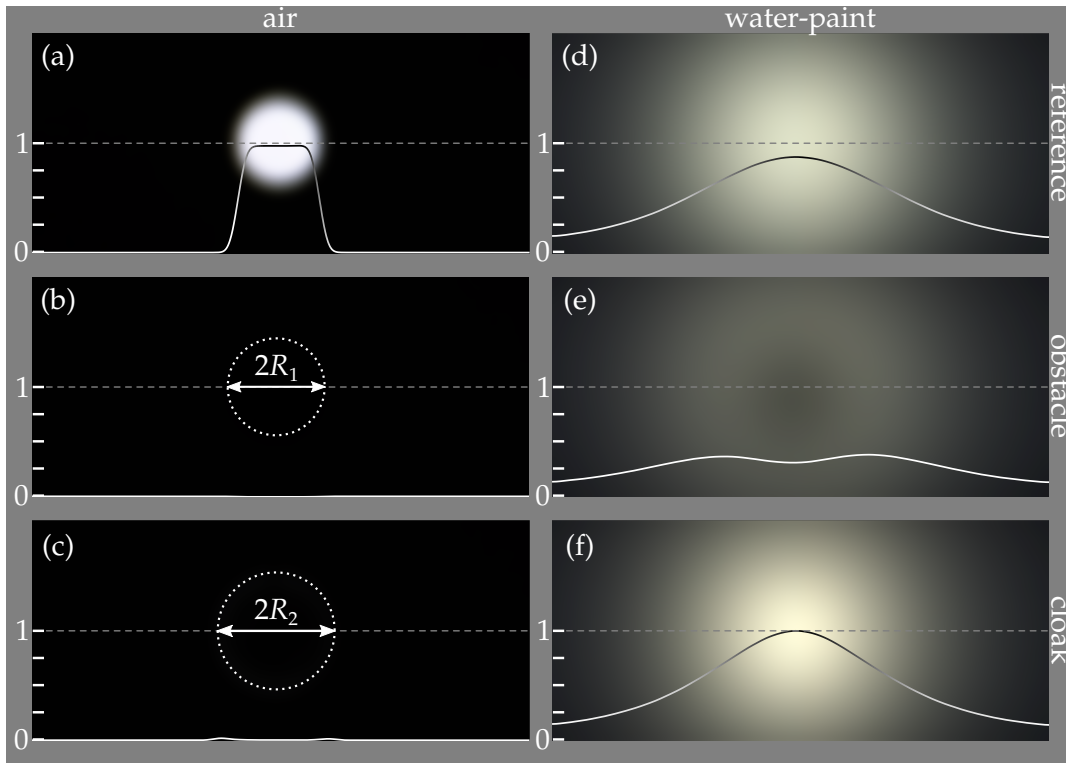 air
water-paint
(a)
1
0
(d)
1
0
reference
(b)
2R₁
1
0
(e)
1
0
obstacle
(c)
2R₂
1
0
(f)
1
0
cloak